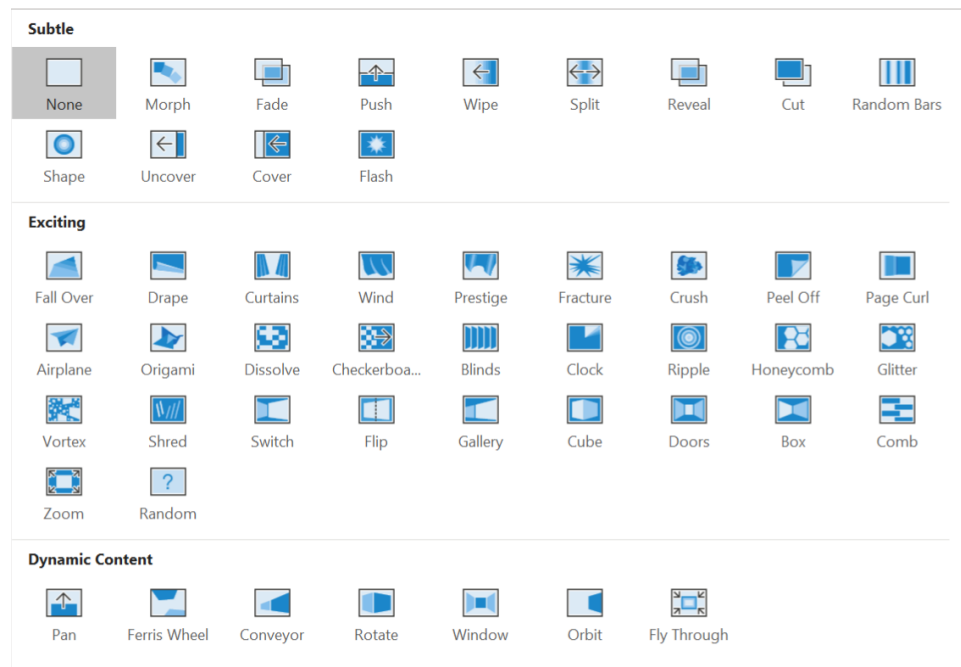 Subtle
None Morph Fade Push Wipe Split Reveal Cut Random Bars
Shape Uncover Cover Flash
Exciting
Fall Over Drape Curtains Wind Prestige Fracture Crush Peel Off Page Curl
Airplane Origami Dissolve Checkerboa... Blinds Clock Ripple Honeycomb Glitter
Vortex Shred Switch Flip Gallery Cube Doors Box Comb
?
Zoom Random
Dynamic Content
Pan Ferris Wheel Conveyor Rotate Window Orbit Fly Through